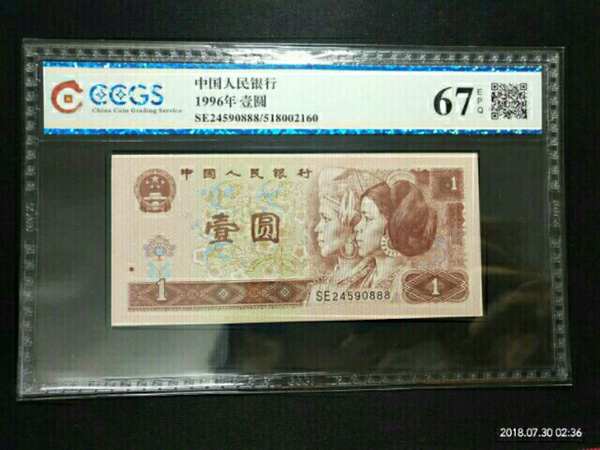 CCGS
China Coin Grading Service
中国人民银行
1996年 壹圆
SE24590888/518002160
67
EPQ
中国人民银行
1
壹圆
SE24590888
1
1
2018.07.30 02:36